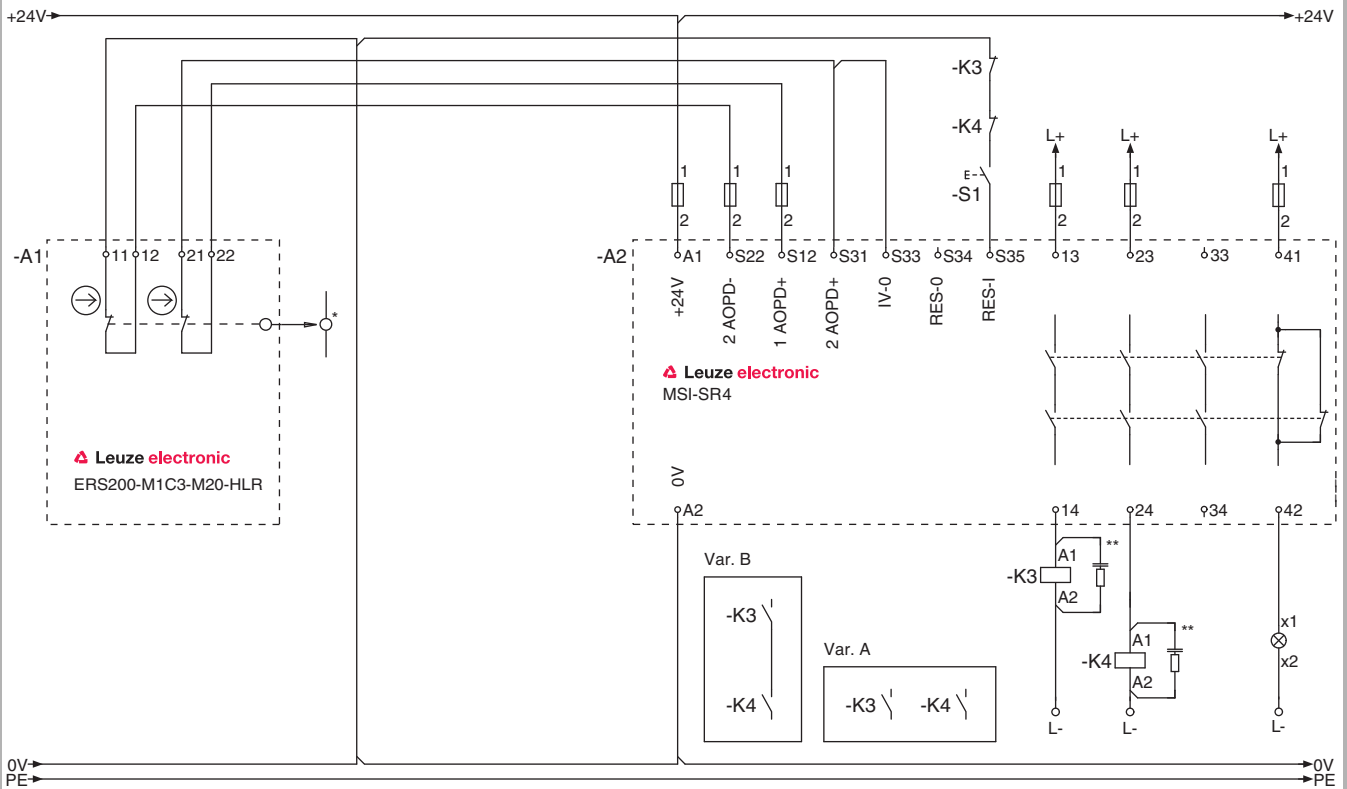 +24V +24V
-K3
-K4
L+ L+ L+
1 1 1 1 1 1
E
-S1
2 2 2 2 2 2
-A1 11 12 21 22
-A2 A1 S22 S12 S31 S33 S34 S35 13 23 33 41
+24V
2 AOPD-
1 AOPD+
2 AOPD+
IV-0
RES-0
RES-I
*
Leuze electronic
MSI-SR4
Leuze electronic
ERS200-M1C3-M20-HLR
0V
A2 14 24 34 42
Var. B
-K3
-K4
Var. A
-K3 -K4
-K3 A1 **
A2
-K4 A1 **
A2
x1
x2
L- L- L-
0V 0V
PE PE